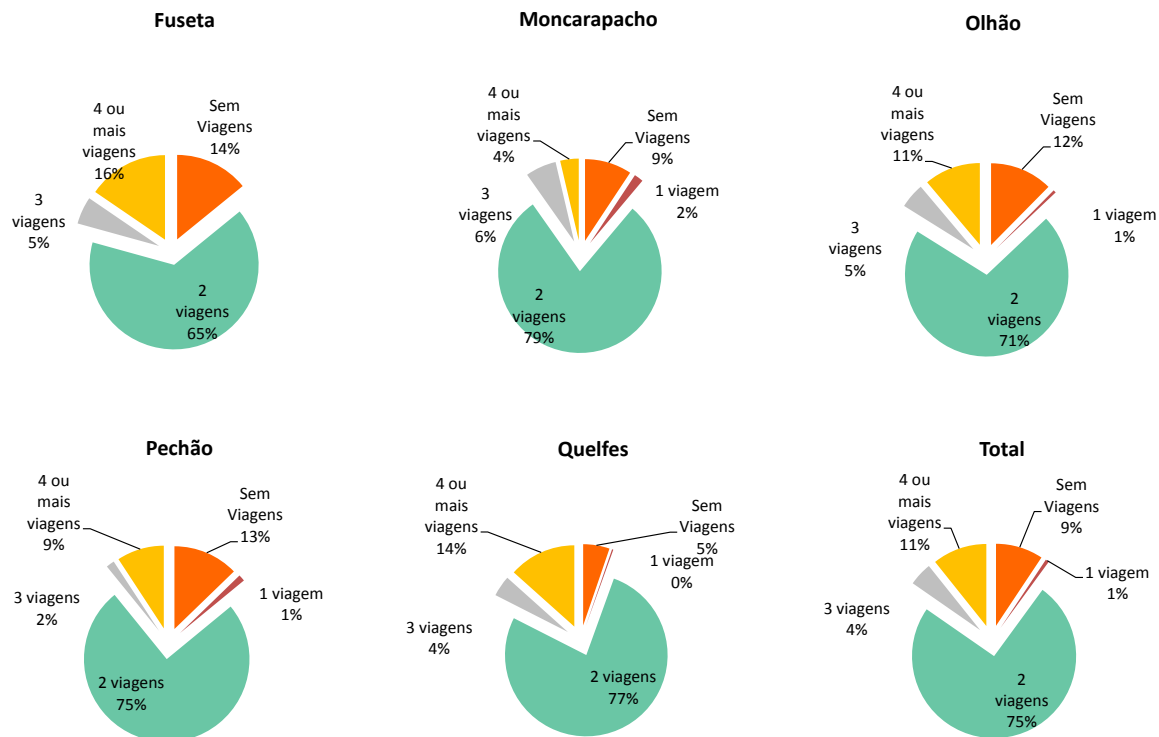 Fuseta
4 ou
mais
viagens
16%
Sem
Viagens
14%
3
viagens
5%
2
viagens
65%
Moncarapacho
4 ou
mais
viagens
4%
Sem
Viagens
9%
1 viagem
2%
3
viagens
6%
2
viagens
79%
Olhão
4 ou
mais
viagens
11%
Sem
Viagens
12%
1 viagem
1%
3
viagens
5%
2
viagens
71%
Pechão
4 ou
mais
viagens
9%
Sem
Viagens
13%
1 viagem
1%
3 viagens
2%
2 viagens
75%
Quelfes
4 ou
mais
viagens
14%
Sem
Viagens
5%
1 viagem
0%
3 viagens
4%
2 viagens
77%
Total
4 ou
mais
viagens
11%
Sem
Viagens
9%
1 viagem
1%
3 viagens
4%
2
viagens
75%